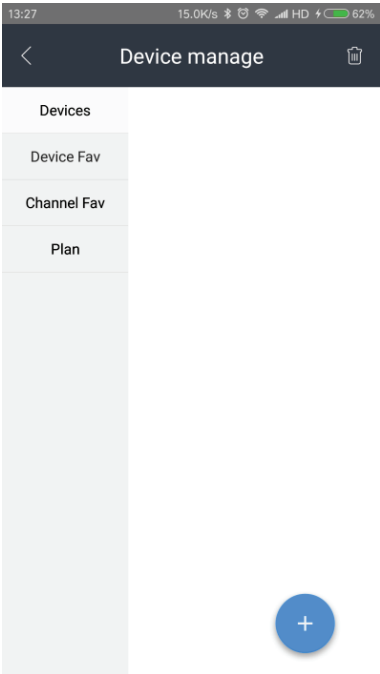 13:27 15.0K/s HD 62%
Device manage
Devices
Device Fav
Channel Fav
Plan
+